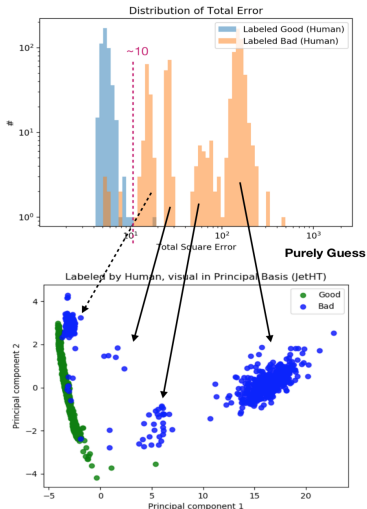 Distribution of Total Error
Labeled Good (Human)
Labeled Bad (Human)
~10
#
10²
10¹
10⁰
10¹
10²
10³
Total Square Error
Purely Guess
Labeled by Human, visual in Principal Basis (JetHT)
Good
Bad
Principal component 2
4
2
0
−2
−4
−5
0
5
10
15
20
Principal component 1